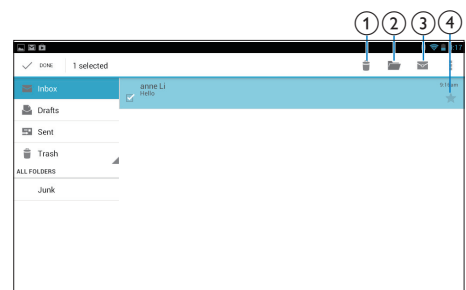 1 2 3 4
DONE 1 selected
Inbox
Drafts
Sent
Trash
ALL FOLDERS
Junk
anne Li
Hello